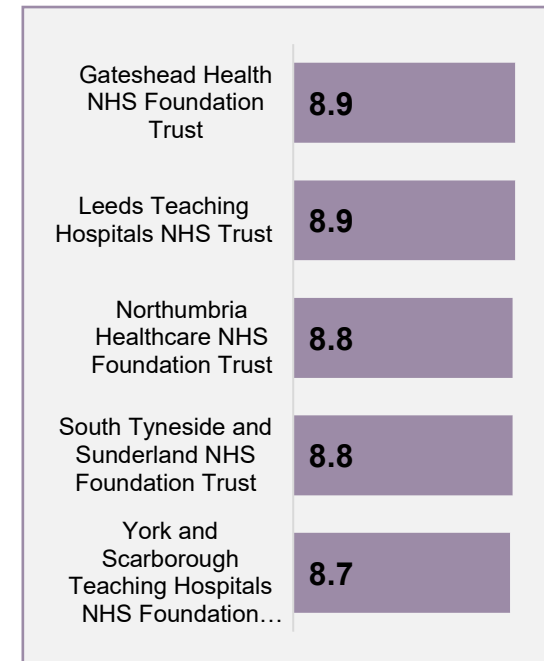 Gateshead Health
NHS Foundation
Trust
8.9
Leeds Teaching
Hospitals NHS Trust
8.9
Northumbria
Healthcare NHS
Foundation Trust
8.8
South Tyneside and
Sunderland NHS
Foundation Trust
8.8
York and
Scarborough
Teaching Hospitals
NHS Foundation…
8.7